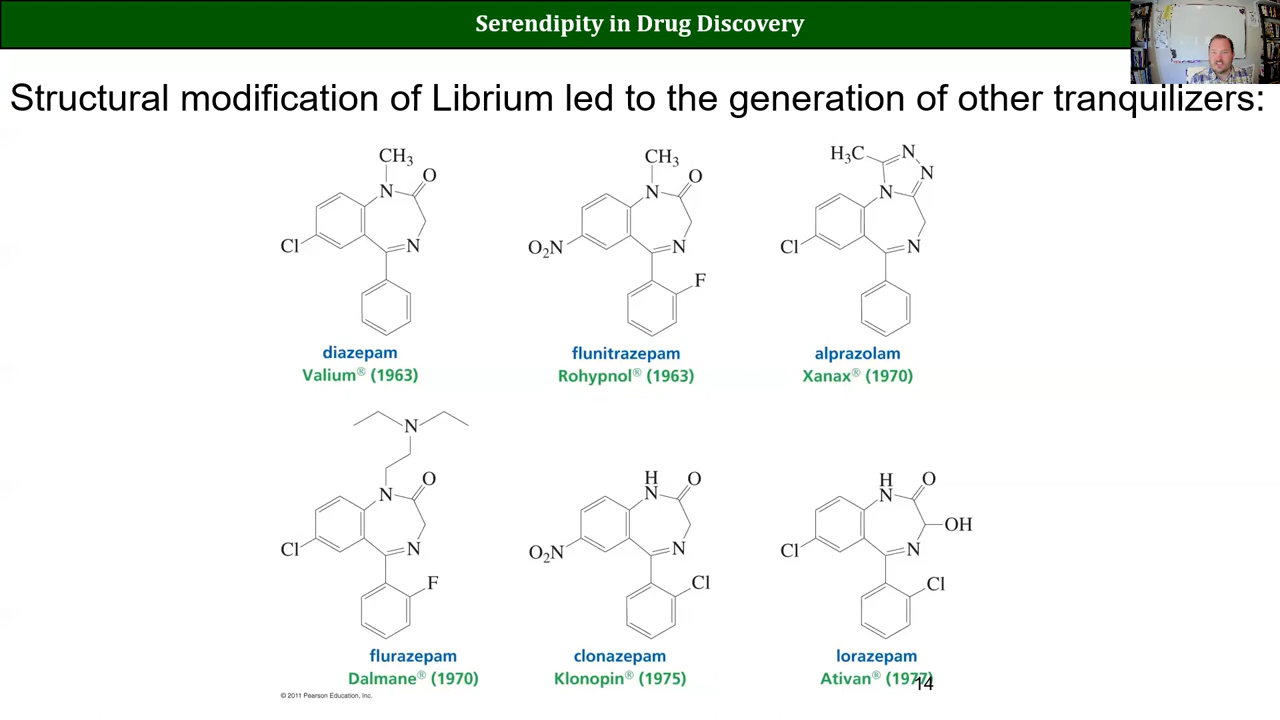 Serendipity in Drug Discovery
Structural modification of Librium led to the generation of other tranquilizers:
CH₃
N
O
Cl
N
diazepam
Valium® (1963)
CH₃
N
O
O₂N
N
F
flunitrazepam
Rohypnol® (1963)
H₃C
N
N
N
Cl
N
alprazolam
Xanax® (1970)
N
N
O
Cl
N
F
flurazepam
Dalmane® (1970)
H
N
O
O₂N
N
Cl
clonazepam
Klonopin® (1975)
H
N
O
OH
Cl
N
Cl
lorazepam
Ativan® (1977)
14
© 2011 Pearson Education, Inc.